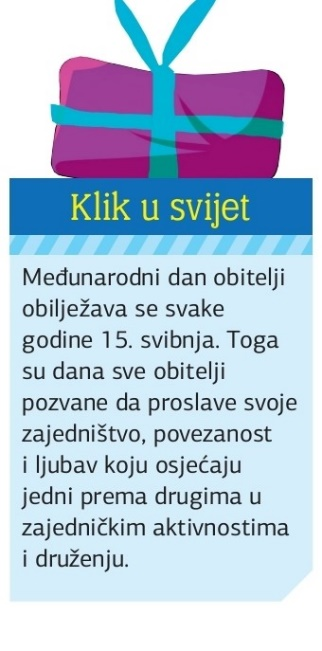 Klik u svijet
Međunarodni dan obitelji
obilježava se svake
godine 15. svibnja. Toga
su dana sve obitelji
pozvane da proslave svoje
zajedništvo, povezanost
i ljubav koju osjećaju
jedni prema drugima u
zajedničkim aktivnostima
i druženju.